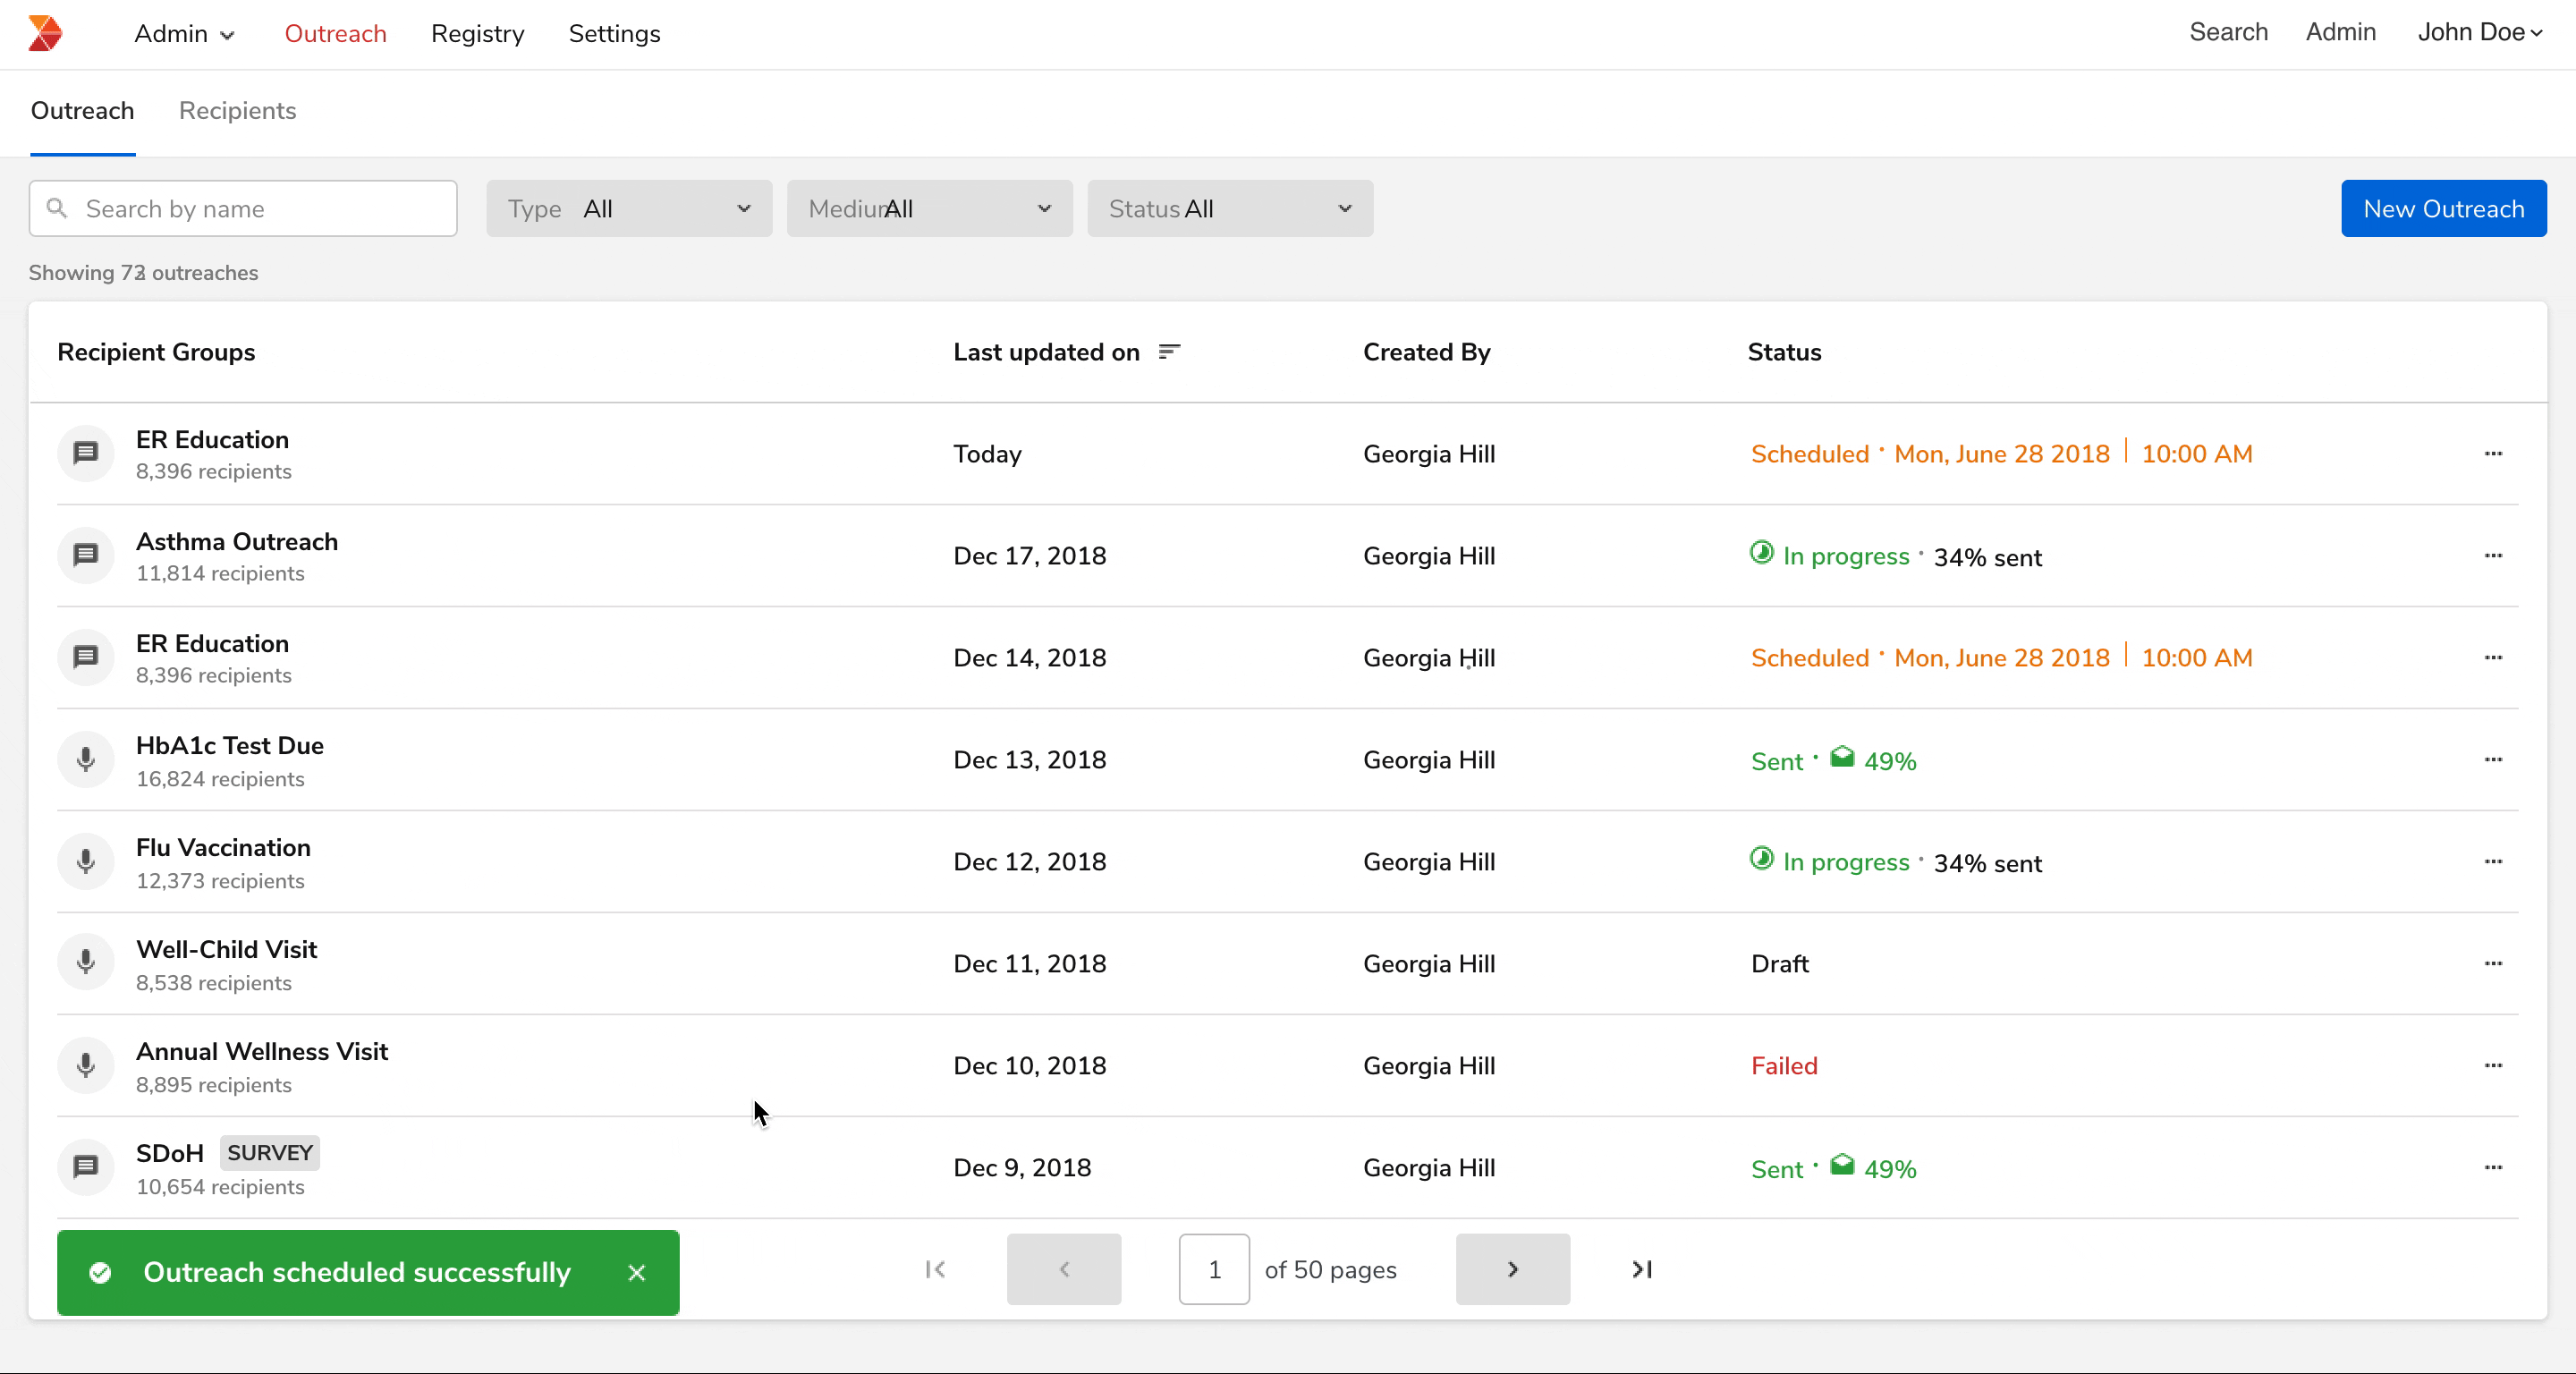 Admin Outreach Registry Settings Search Admin John Doe
Outreach Recipients
Search by name Type All Medium All Status All New Outreach
Showing outreaches
Recipient Groups Last updated on Created By Status
ER Education
8,396 recipients Today Georgia Hill Scheduled · Mon, June 28 2018 | 10:00 AM ...
Asthma Outreach
11,814 recipients Dec 17, 2018 Georgia Hill In progress · 34% sent ...
ER Education
8,396 recipients Dec 14, 2018 Georgia Hill Scheduled · Mon, June 28 2018 | 10:00 AM ...
HbA1c Test Due
16,824 recipients Dec 13, 2018 Georgia Hill Sent · 49% ...
Flu Vaccination
12,373 recipients Dec 12, 2018 Georgia Hill In progress · 34% sent ...
Well-Child Visit
8,538 recipients Dec 11, 2018 Georgia Hill Draft ...
Annual Wellness Visit
8,895 recipients Dec 10, 2018 Georgia Hill Failed ...
SDoH SURVEY
10,654 recipients Dec 9, 2018 Georgia Hill Sent · 49% ...
Outreach scheduled successfully 1 of 50 pages